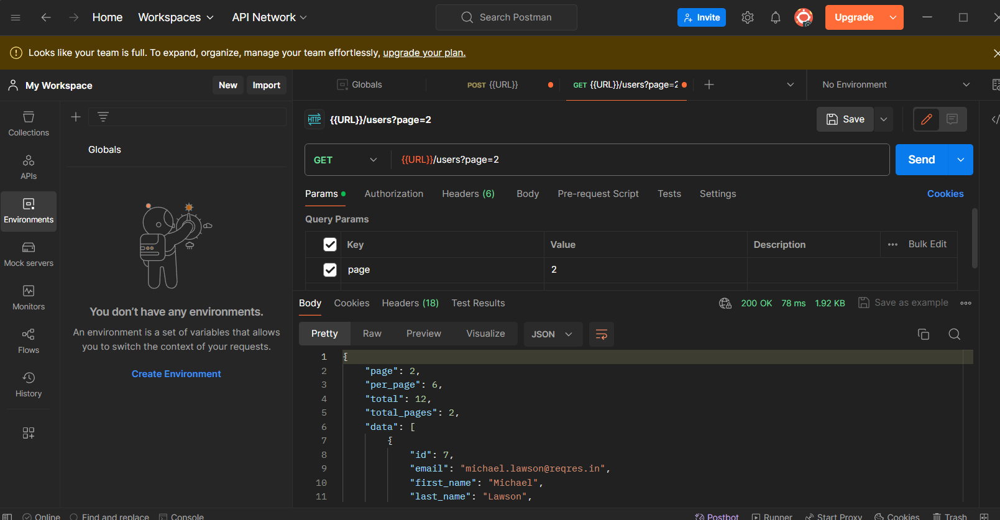 Home Workspaces API Network Search Postman Invite Upgrade
Looks like your team is full. To expand, organize, manage your team effortlessly, upgrade your plan.
My Workspace New Import Globals POST {{URL}} GET {{URL}}/users?page=2 No Environment
HTTP {{URL}}/users?page=2 Save
Collections
Globals
GET {{URL}}/users?page=2 Send
APIs
Params Authorization Headers (6) Body Pre-request Script Tests Settings Cookies
Environments
Query Params
Key Value Description Bulk Edit
Mock servers
page 2
Monitors
Body Cookies Headers (18) Test Results 200 OK 78 ms 1.92 KB Save as example
You don't have any environments.
An environment is a set of variables that allows
you to switch the context of your requests.
Pretty Raw Preview Visualize JSON
Flows
Create Environment
History
1 {
2 "page": 2,
3 "per_page": 6,
4 "total": 12,
5 "total_pages": 2,
6 "data": [
7 {
8 "id": 7,
9 "email": "michael.lawson@reqres.in",
10 "first_name": "Michael",
11 "last_name": "Lawson",
Online Find and replace Console Postbot Runner Start Proxy Cookies Trash